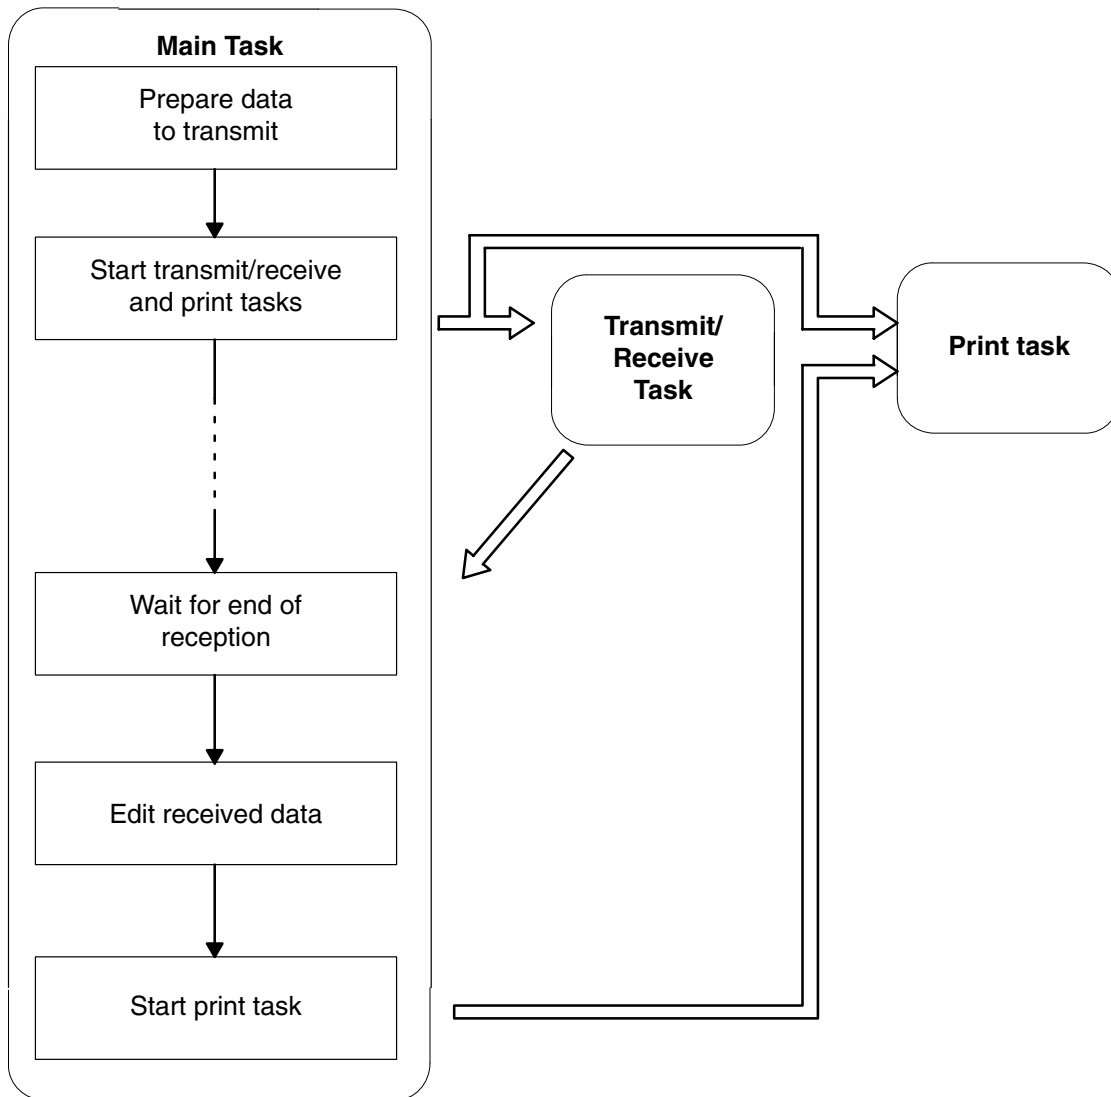 Main Task
Prepare data
to transmit
Start transmit/receive
and print tasks
Transmit/
Receive
Task
Print task
Wait for end of
reception
Edit received data
Start print task